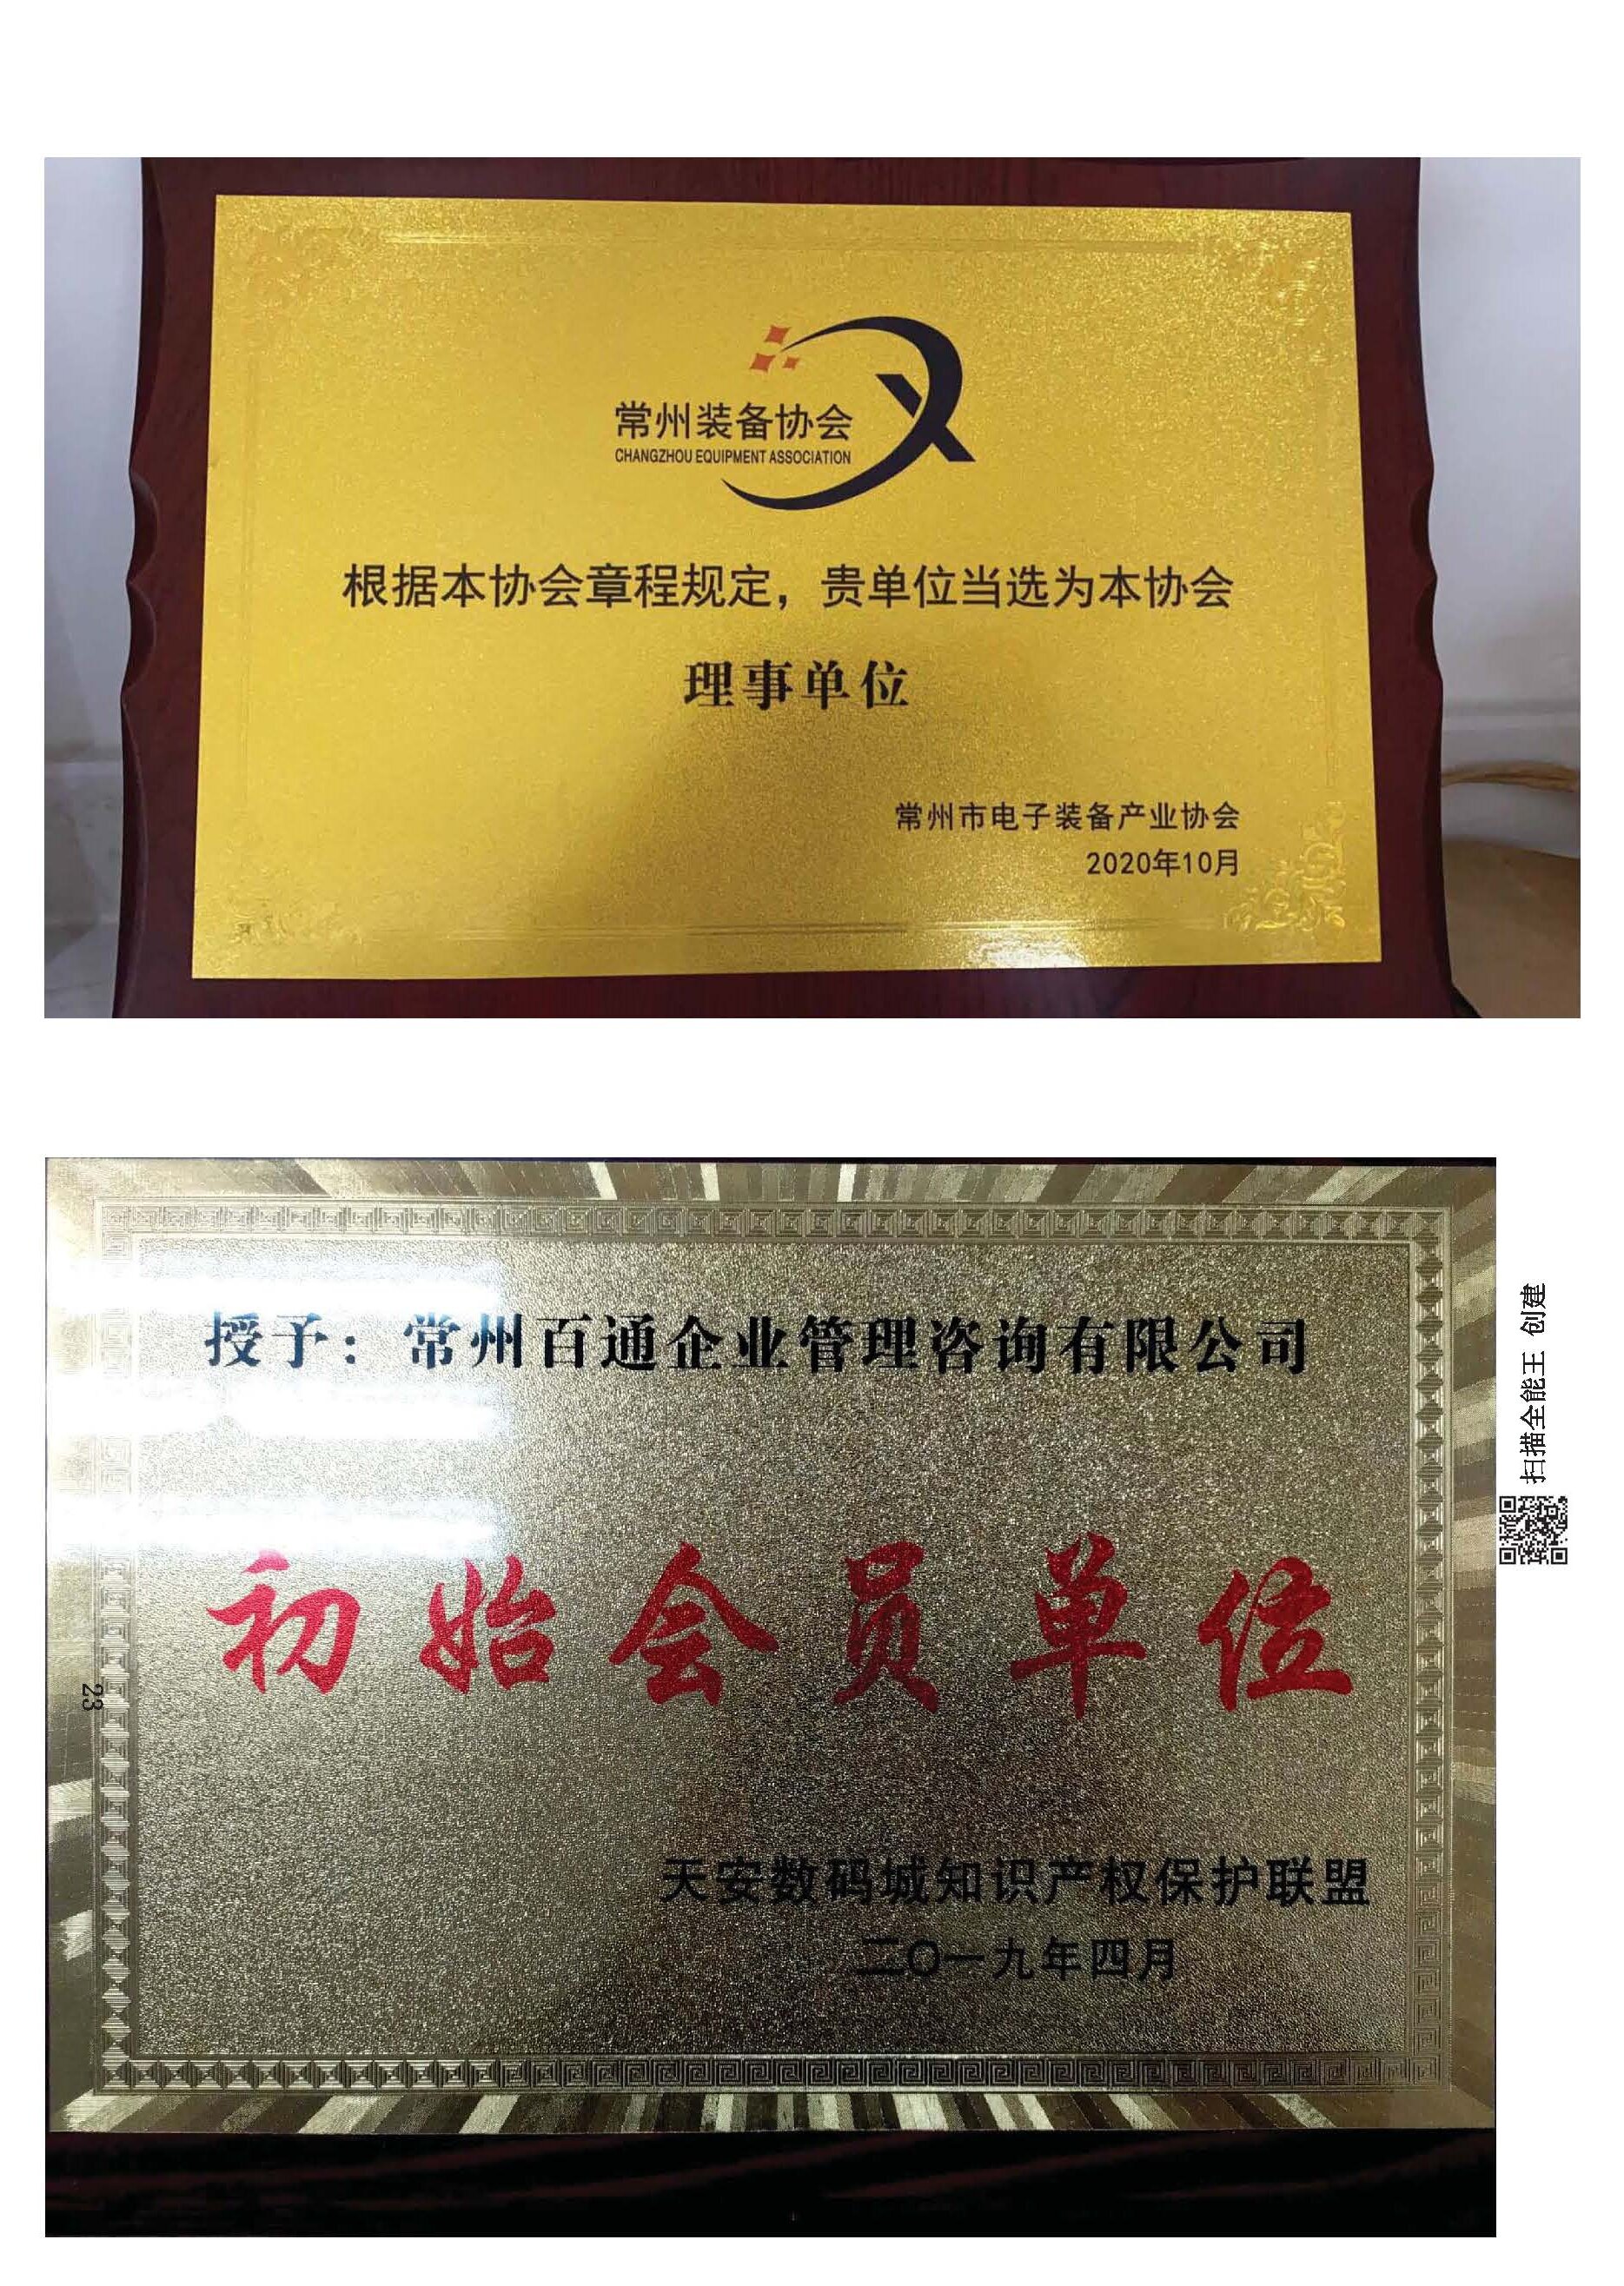 常州装备协会
CHANGZHOU EQUIPMENT ASSOCIATION
根据本协会章程规定，贵单位当选为本协会
理事单位
常州市电子装备产业协会
2020年10月
授予：常州百通企业管理咨询有限公司
初始会员单位
天安数码城知识产权保护联盟
二〇一九年四月
23
扫描全能王 创建